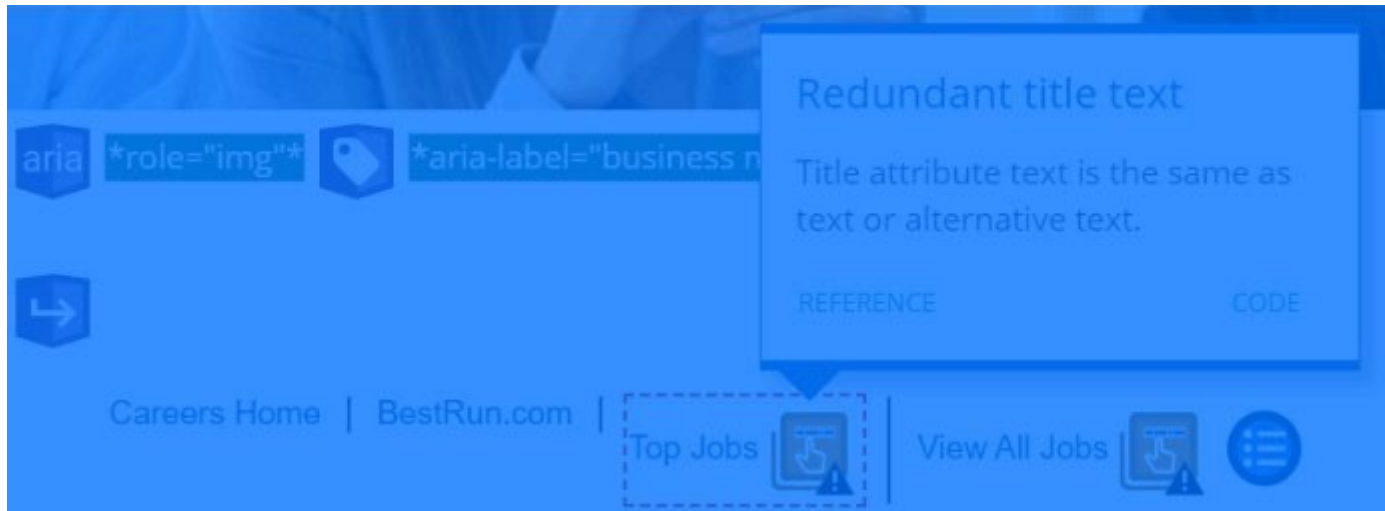 Redundant title text
aria *role="img"* *aria-label="business n
Title attribute text is the same as
text or alternative text.
REFERENCE CODE
Careers Home | BestRun.com |
Top Jobs | View All Jobs